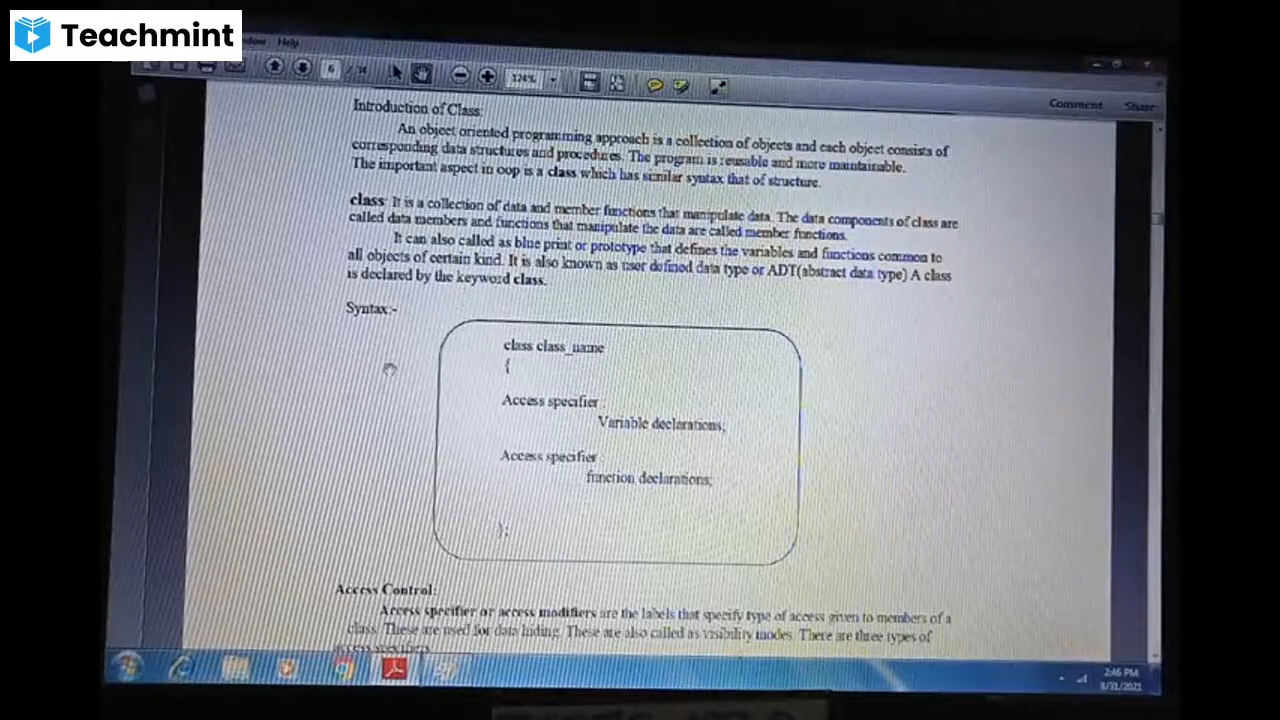 Teachmint
Help
6 / 34
124%
Comment Share
Introduction of Class:
An object oriented programming approach is a collection of objects and each object consists of
corresponding data structures and procedures. The program is reusable and more maintainable.
The important aspect in oop is a class which has similar syntax that of structure.
class: It is a collection of data and member functions that manipulate data. The data components of class are
called data members and functions that manipulate the data are called member functions.
It can also called as blue print or prototype that defines the variables and functions common to
all objects of certain kind. It is also known as user defined data type or ADT(abstract data type) A class
is declared by the keyword class.
Syntax:-
class class_name
{
Access specifier :
Variable declarations;
Access specifier :
function declarations;
};
Access Control:
Access specifier or access modifiers are the labels that specify type of access given to members of a
class. These are used for data hiding. These are also called as visibility modes. There are three types of
access specifiers
2:46 PM
8/31/2021